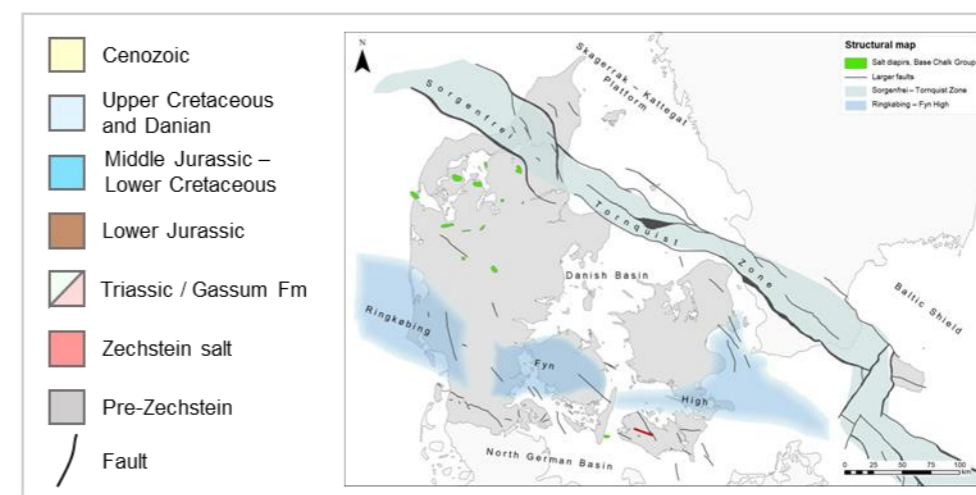 Cenozoic
Upper Cretaceous
and Danian
Middle Jurassic –
Lower Cretaceous
Lower Jurassic
Triassic / Gassum Fm
Zechstein salt
Pre-Zechstein
Fault
N
Skagerrak – Kattegat
Platform
Structural map
Salt diapirs, Base Chalk Group
Larger faults
Sorgenfrei – Tornquist Zone
Ringkøbing – Fyn High
Sorgenfrei
Tornquist
Zone
Danish Basin
Baltic Shield
Ringkøbing
Fyn
High
North German Basin
0 25 50 75 100
km